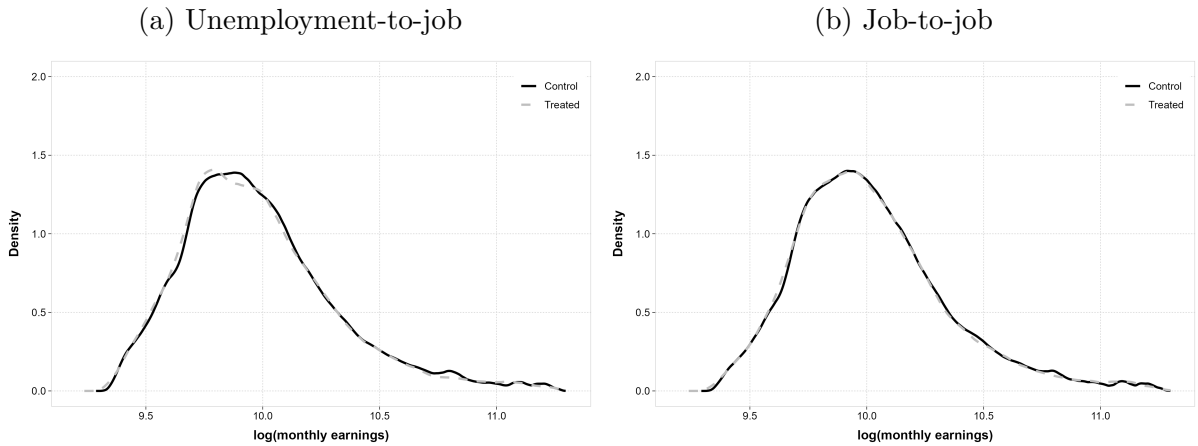 (a) Unemployment-to-job
2.0
1.5
1.0
0.5
0.0
Density
9.5 10.0 10.5 11.0
log(monthly earnings)
Control
Treated
(b) Job-to-job
2.0
1.5
1.0
0.5
0.0
Density
9.5 10.0 10.5 11.0
log(monthly earnings)
Control
Treated